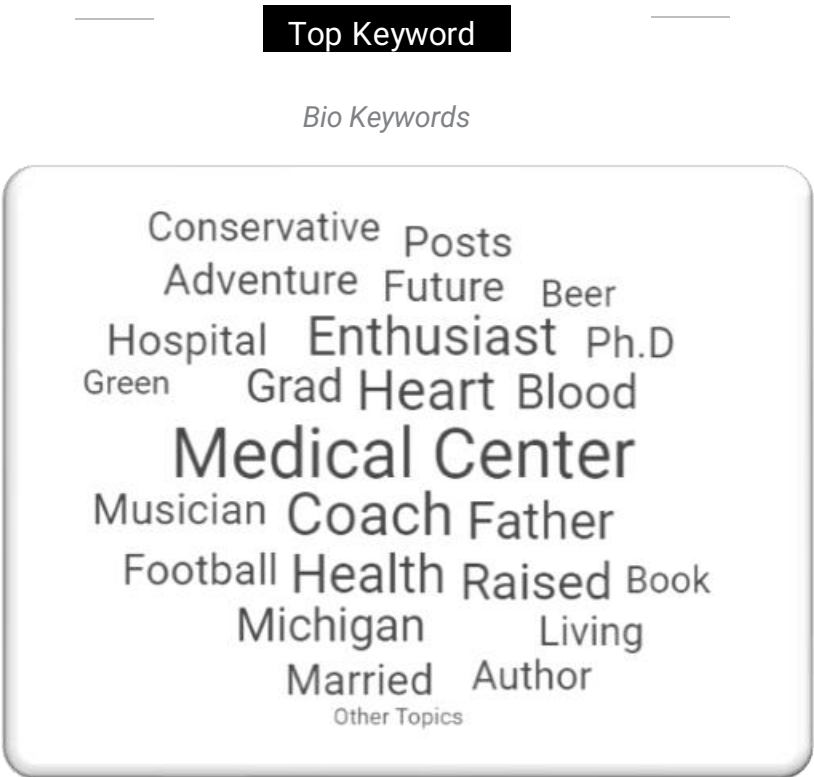 Top Keyword
Bio Keywords
Conservative Posts
Adventure Future Beer
Hospital Enthusiast Ph.D
Green Grad Heart Blood
Medical Center
Musician Coach Father
Football Health Raised Book
Michigan Living
Married Author
Other Topics